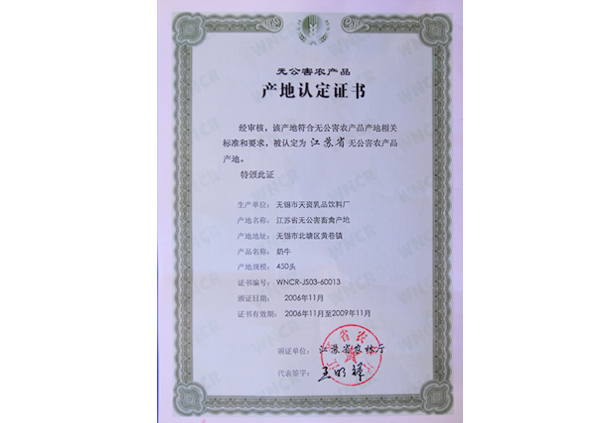 无公害农产品
产地认定证书
经审核，该产地符合无公害农产品产地相关
标准和要求，被认定为 江苏省 无公害农产品
产地。
特颁此证
生产单位： 无锡市天资乳品饮料厂
产地名称： 江苏省无公害畜禽产地
产地地址： 无锡市北塘区黄巷镇
产品名称： 奶牛
产地规模： 450头
证书编号： WNCR-JS03-60013
颁证日期： 2006年11月
证书有效期： 2006年11月至2009年11月
颁证单位： 江苏省农林厅
代表签字： 王明祥